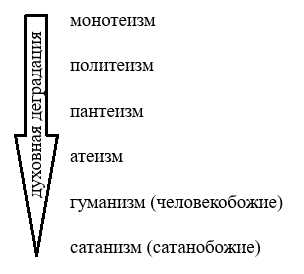 духовная деградация
монотеизм
политеизм
пантеизм
атеизм
гуманизм (человекобожие)
сатанизм (сатанобожие)